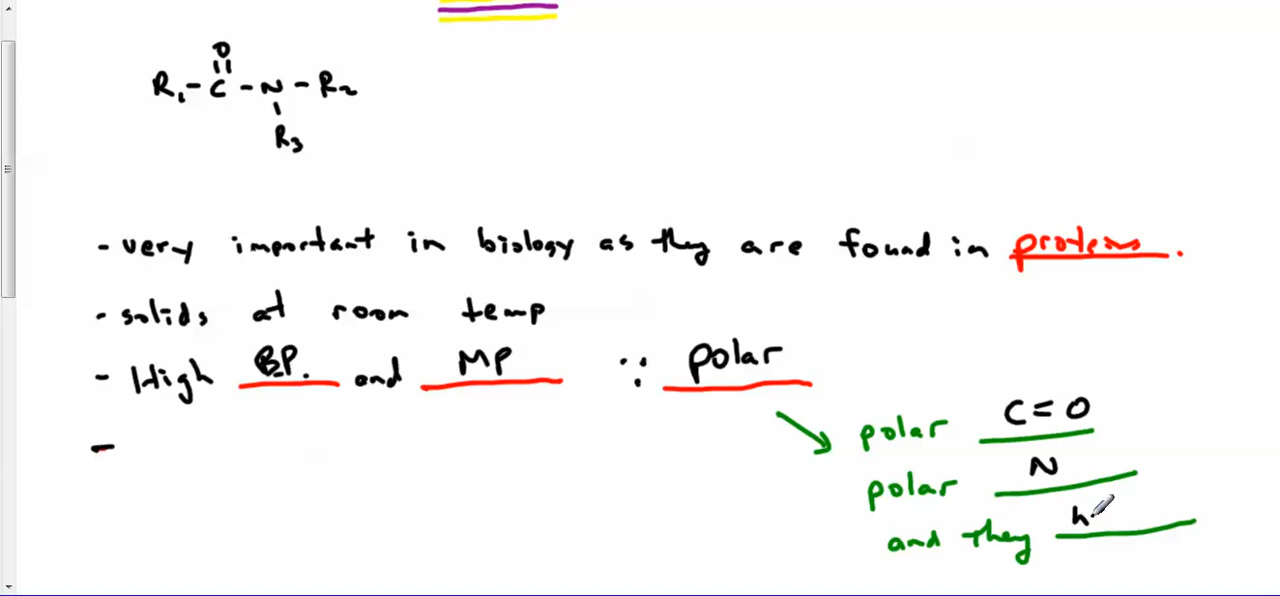 O
||
R1-C-N-R2
|
R3
- very important in biology as they are found in proteins.
- solids at room temp
- High B.P. and MP ∵ polar
polar C=O
polar N
and they h
-